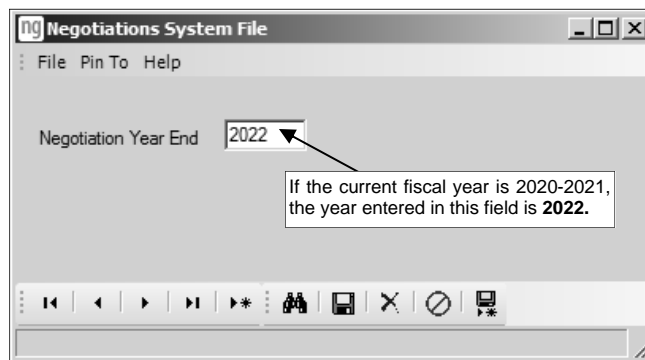 ng Negotiations System File
File Pin To Help
Negotiation Year End 2022
If the current fiscal year is 2020-2021,
the year entered in this field is 2022.